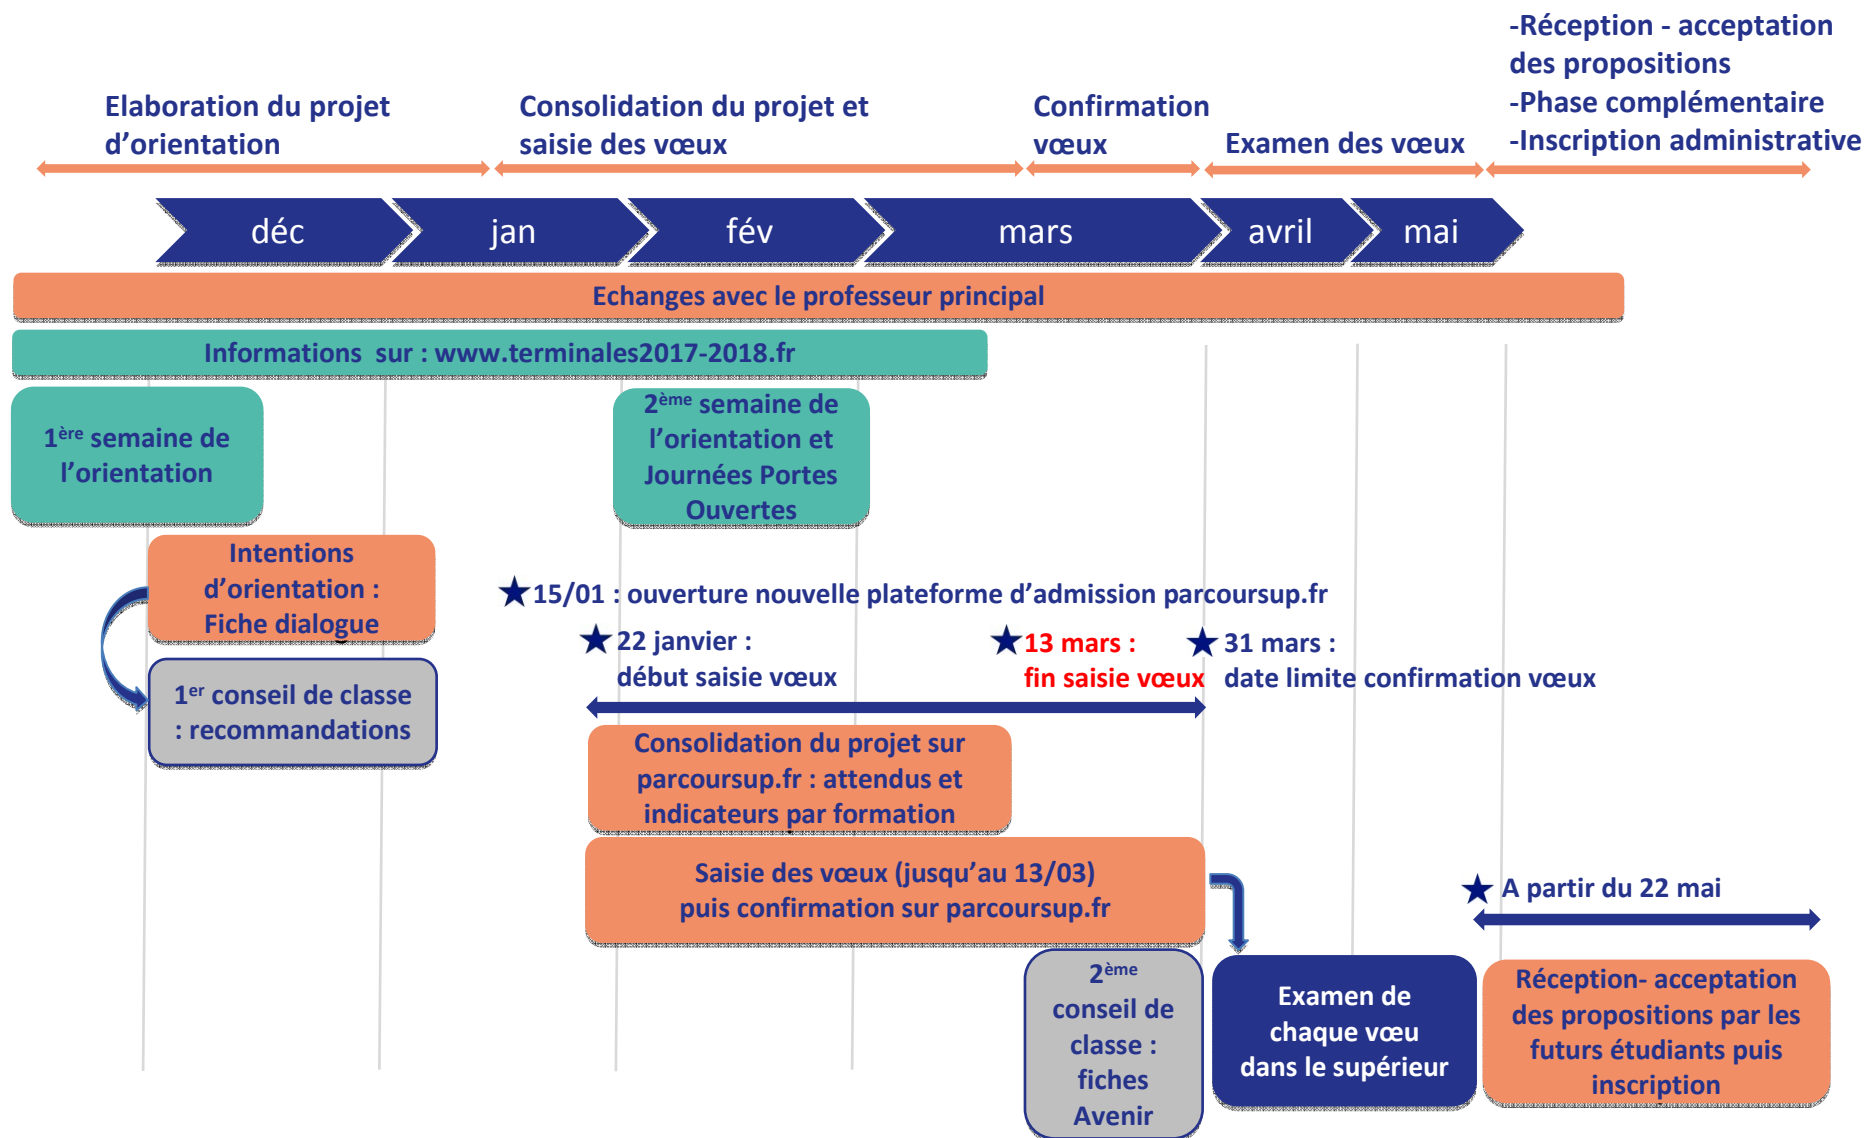 -Réception - acceptation
des propositions
-Phase complémentaire
-Inscription administrative
Elaboration du projet
d'orientation
Consolidation du projet et
saisie des vœux
Confirmation
vœux
Examen des vœux
déc
jan
fév
mars
avril
mai
Echanges avec le professeur principal
Informations sur : www.terminales2017-2018.fr
1ère semaine de
l'orientation
2ème semaine de
l'orientation et
Journées Portes
Ouvertes
Intentions
d'orientation :
Fiche dialogue
15/01 : ouverture nouvelle plateforme d'admission parcoursup.fr
22 janvier :
début saisie vœux
13 mars :
fin saisie vœux
31 mars :
date limite confirmation vœux
1er conseil de classe
: recommandations
Consolidation du projet sur
parcoursup.fr : attendus et
indicateurs par formation
Saisie des vœux (jusqu'au 13/03)
puis confirmation sur parcoursup.fr
A partir du 22 mai
2ème
conseil de
classe :
fiches
Avenir
Examen de
chaque vœu
dans le supérieur
Réception- acceptation
des propositions par les
futurs étudiants puis
inscription